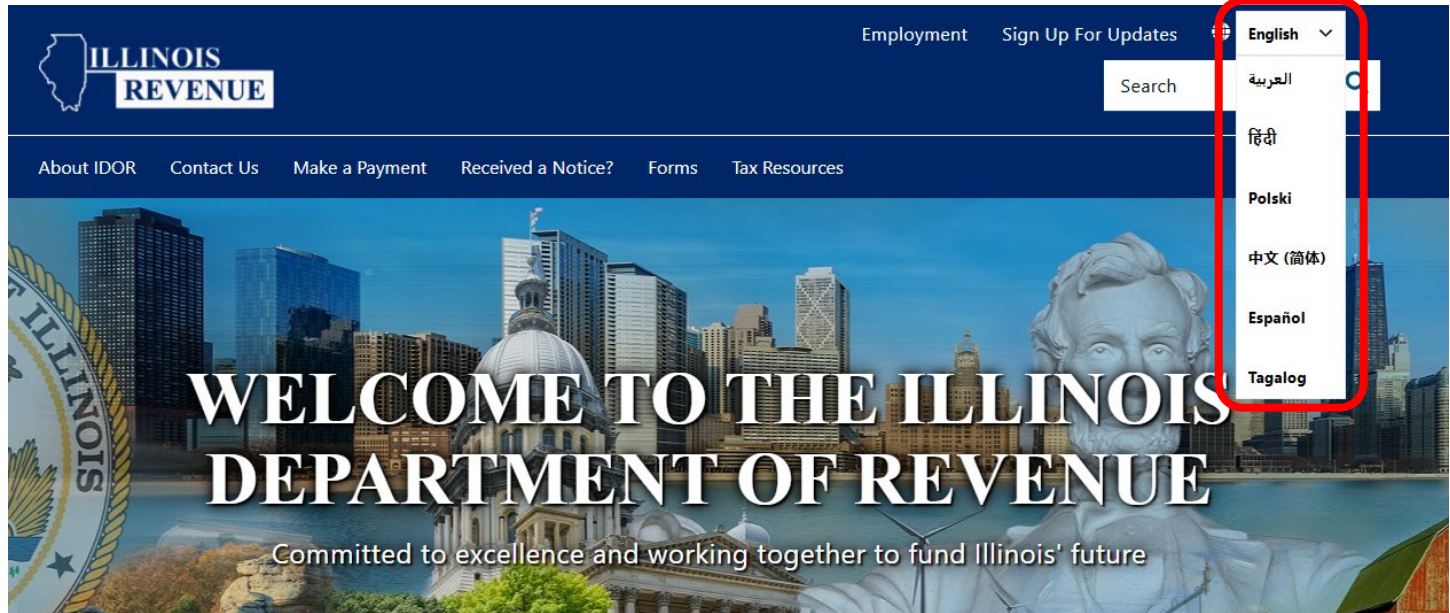 ILLINOIS
REVENUE
Employment Sign Up For Updates English
Search
العربية
हिंदी
Polski
中文 (简体)
Español
Tagalog
About IDOR Contact Us Make a Payment Received a Notice? Forms Tax Resources
ILLINOIS
WELCOME TO THE ILLINOIS
DEPARTMENT OF REVENUE
Committed to excellence and working together to fund Illinois' future